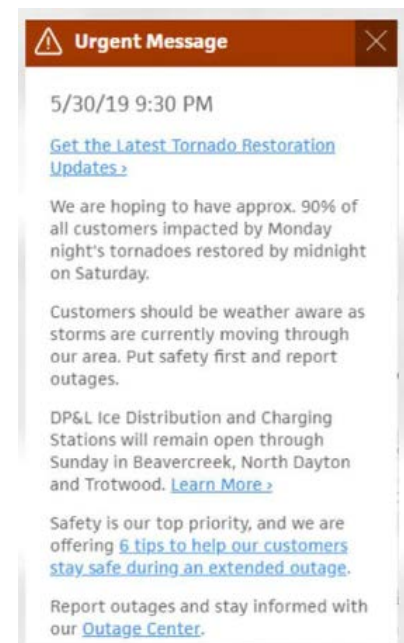 Urgent Message
5/30/19 9:30 PM
Get the Latest Tornado Restoration
Updates ›
We are hoping to have approx. 90% of
all customers impacted by Monday
night's tornadoes restored by midnight
on Saturday.
Customers should be weather aware as
storms are currently moving through
our area. Put safety first and report
outages.
DP&L Ice Distribution and Charging
Stations will remain open through
Sunday in Beavercreek, North Dayton
and Trotwood. Learn More ›
Safety is our top priority, and we are
offering 6 tips to help our customers
stay safe during an extended outage.
Report outages and stay informed with
our Outage Center.